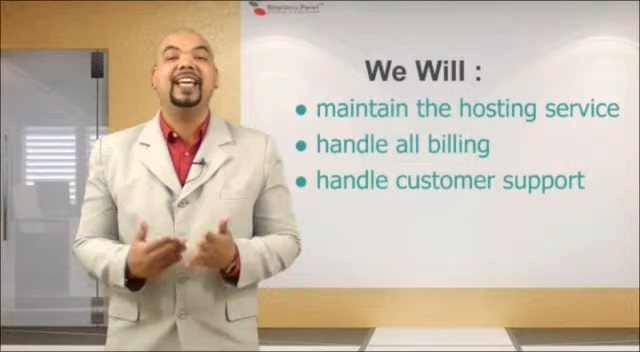 We Will :
● maintain the hosting service
● handle all billing
● handle customer support